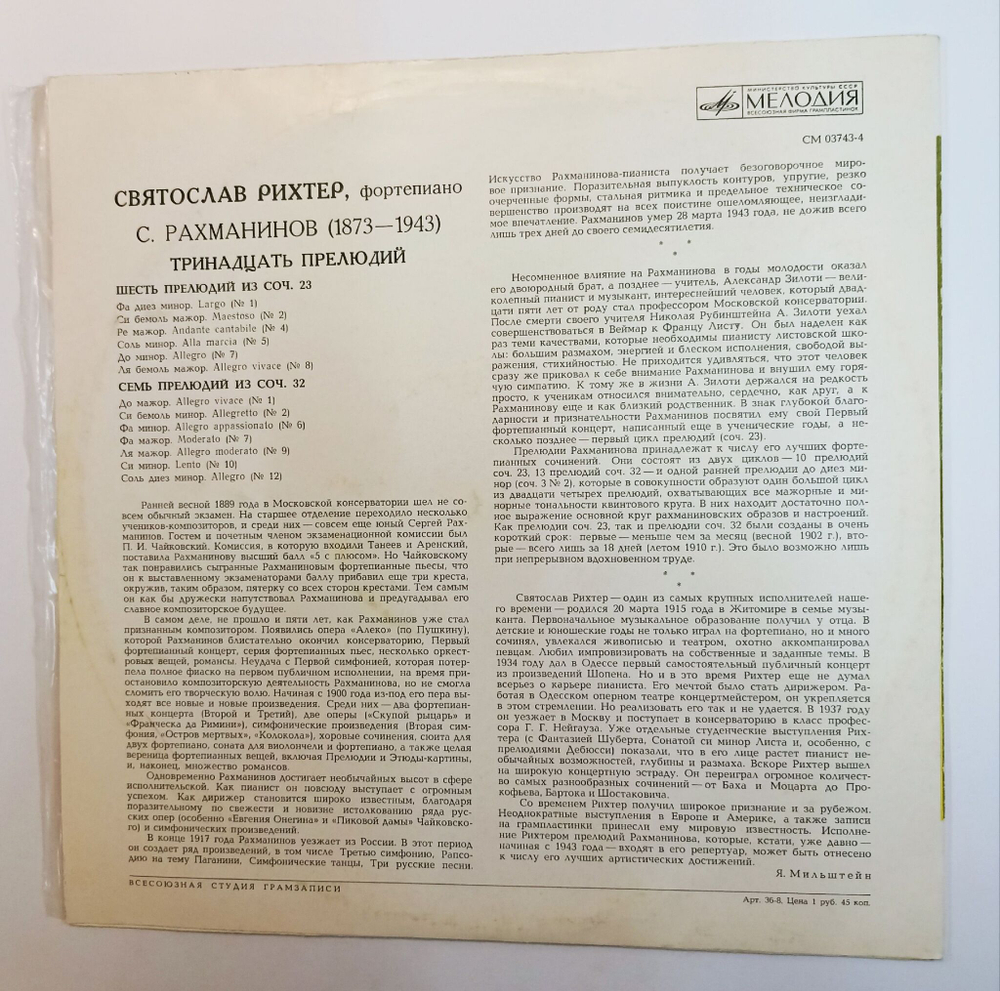 МИНИСТЕРСТВО КУЛЬТУРЫ СССР
МЕЛОДИЯ
ВСЕСОЮЗНАЯ ФИРМА ГРАМПЛАСТИНОК
СМ 03743-4
СВЯТОСЛАВ РИХТЕР, фортепиано
С. РАХМАНИНОВ (1873—1943)
ТРИНАДЦАТЬ ПРЕЛЮДИЙ
ШЕСТЬ ПРЕЛЮДИЙ ИЗ СОЧ. 23
Фа диез минор. Largo (№ 1)
Си бемоль мажор. Maestoso (№ 2)
Ре мажор. Andante cantabile (№ 4)
Соль минор. Alla marcia (№ 5)
До минор. Allegro (№ 7)
Ля бемоль мажор. Allegro vivace (№ 8)
СЕМЬ ПРЕЛЮДИЙ ИЗ СОЧ. 32
До мажор. Allegro vivace (№ 1)
Си бемоль минор. Allegretto (№ 2)
Фа минор. Allegro appassionato (№ 6)
Фа мажор. Moderato (№ 7)
Ля мажор. Allegro moderato (№ 9)
Си минор. Lento (№ 10)
Соль диез минор. Allegro (№ 12)
Ранней весной 1889 года в Московской консерватории шел не со-
всем обычный экзамен. На старшее отделение переходило несколько
учеников-композиторов, и среди них — совсем еще юный Сергей Рах-
манинов. Гостем и почетным членом экзаменационной комиссии был
П. И. Чайковский. Комиссия, в которую входили Танеев и Аренский,
поставила Рахманинову высший балл «5 с плюсом». Но Чайковскому
так понравились сыгранные Рахманиновым фортепианные пьесы, что
он к выставленному экзаменаторами баллу прибавил еще три креста,
окружив, таким образом, пятерку со всех сторон крестами. Тем самым
он как бы дружески напутствовал Рахманинова и предугадывал его
славное композиторское будущее.
В самом деле, не прошло и пяти лет, как Рахманинов уже стал
признанным композитором. Появились опера «Алеко» (по Пушкину),
которой Рахманинов блистательно окончил консерваторию, Первый
фортепианный концерт, серия фортепианных пьес, несколько оркест-
ровых вещей, романсы. Неудача с Первой симфонией, которая потер-
пела полное фиаско на первом публичном исполнении, на время при-
остановило композиторскую деятельность Рахманинова, но не смогла
сломить его творческую волю. Начиная с 1900 года из-под его пера вы-
ходят все новые и новые произведения. Среди них — два фортепиан-
ных концерта (Второй и Третий), две оперы («Скупой рыцарь» и
«Франческа да Римини»), симфонические произведения (Вторая сим-
фония, «Остров мертвых», «Колокола»), хоровые сочинения, сюита для
двух фортепиано, соната для виолончели и фортепиано, а также целая
вереница фортепианных вещей, включая Прелюдии и Этюды-картины,
и, наконец, множество романсов.
Одновременно Рахманинов достигает необычайных высот в сфере
исполнительской. Как пианист он повсюду выступает с огромным
успехом. Как дирижер становится широко известным, благодаря
поразительному по свежести и новизне истолкованию ряда рус-
ских опер (особенно «Евгения Онегина» и «Пиковой дамы» Чайковско-
го) и симфонических произведений.
В конце 1917 года Рахманинов уезжает из России. В этот период
он создает ряд произведений, в том числе Третью симфонию, Рапсо-
дию на тему Паганини, Симфонические танцы, Три русские песни.
Искусство Рахманинова-пианиста получает безоговорочное миро-
вое признание. Поразительная выпуклость контуров, упругие, резко
очерченные формы, стальная ритмика и предельное техническое со-
вершенство производят на всех поистине ошеломляющее, неизглади-
мое впечатление. Рахманинов умер 28 марта 1943 года, не дожив всего
лишь трех дней до своего семидесятилетия.
* *
*
Несомненное влияние на Рахманинова в годы молодости оказал
его двоюродный брат, а позднее — учитель, Александр Зилоти — вели-
колепный пианист и музыкант, интереснейший человек, который двад-
цати пяти лет от роду стал профессором Московской консерватории.
После смерти своего учителя Николая Рубинштейна А. Зилоти уехал
совершенствоваться в Веймар к Францу Листу. Он был наделен как
раз теми качествами, которые необходимы пианисту листовской шко-
лы: большим размахом, энергией и блеском исполнения, свободой вы-
ражения, стихийностью. Не приходится удивляться, что этот человек
сразу же приковал к себе внимание Рахманинова и внушил ему горя-
чую симпатию. К тому же в жизни А. Зилоти держался на редкость
просто, к ученикам относился внимательно, сердечно, как друг, а к
Рахманинову еще и как близкий родственник. В знак глубокой благо-
дарности и признательности Рахманинов посвятил ему свой Первый
фортепианный концерт, написанный еще в ученические годы, а не-
сколько позднее — первый цикл прелюдий (соч. 23).
Прелюдии Рахманинова принадлежат к числу его лучших форте-
пианных сочинений. Они состоят из двух циклов — 10 прелюдий
соч. 23, 13 прелюдий соч. 32 — и одной ранней прелюдии до диез ми-
нор (соч. 3 № 2), которые в совокупности образуют один большой цикл
из двадцати четырех прелюдий, охватывающих все мажорные и ми-
норные тональности квинтового круга. В них находит достаточно пол-
ное выражение основной круг рахманиновских образов и настроений.
Как прелюдии соч. 23, так и прелюдии соч. 32 были созданы в очень
короткий срок: первые — меньше чем за месяц (весной 1902 г.), вто-
рые — всего лишь за 18 дней (летом 1910 г.). Это было возможно лишь
при непрерывном вдохновенном труде.
* *
*
Святослав Рихтер — один из самых крупных исполнителей наше-
го времени — родился 20 марта 1915 года в Житомире в семье музы-
канта. Первоначальное музыкальное образование получил у отца. В
детские и юношеские годы не только играл на фортепиано, но и много
сочинял, увлекался живописью и театром, охотно аккомпанировал
певцам. Любил импровизировать на собственные и заданные темы. В
1934 году дал в Одессе первый самостоятельный публичный концерт
из произведений Шопена. Но и в это время Рихтер еще не думал
всерьез о карьере пианиста. Его мечтой было стать дирижером. Ра-
ботая в Одесском оперном театре концертмейстером, он укрепляется
в этом стремлении. Но реализовать его так и не удается. В 1937 году
он уезжает в Москву и поступает в консерваторию в класс профес-
сора Г. Г. Нейгауза. Уже отдельные студенческие выступления Рих-
тера (с Фантазией Шуберта, Сонатой си минор Листа и, особенно, с
прелюдиями Дебюсси) показали, что в его лице растет пианист не-
обычайных возможностей, глубины и размаха. Вскоре Рихтер вышел
на широкую концертную эстраду. Он переиграл огромное количест-
во самых разнообразных сочинений — от Баха и Моцарта до Про-
кофьева, Бартока и Шостаковича.
Со временем Рихтер получил широкое признание и за рубежом.
Неоднократные выступления в Европе и Америке, а также записи
на грампластинки принесли ему мировую известность. Исполне-
ние Рихтером прелюдий Рахманинова, которые, кстати, уже давно —
начиная с 1943 года — входят в его репертуар, может быть отнесено
к числу его лучших артистических достижений.
Я. Мильштейн
ВСЕСОЮЗНАЯ СТУДИЯ ГРАМЗАПИСИ
Арт. 36-8. Цена 1 руб. 45 коп.